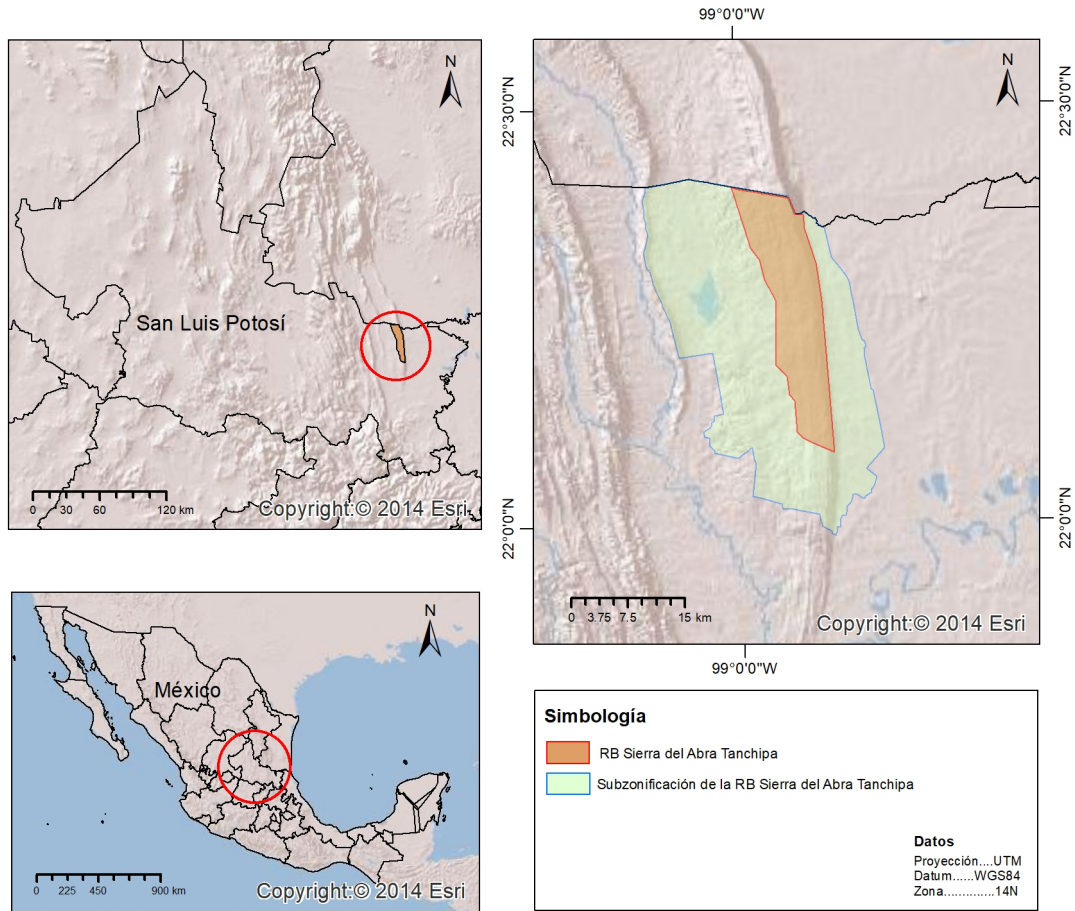 N
San Luis Potosí
0 30 60 120 km
Copyright:© 2014 Esri
99°0'0"W
N
22°30'0"N
22°30'0"N
22°0'0"N
22°0'0"N
0 3.75 7.5 15 km
Copyright:© 2014 Esri
99°0'0"W
N
México
0 225 450 900 km
Copyright:© 2014 Esri
Simbología
RB Sierra del Abra Tanchipa
Subzonificación de la RB Sierra del Abra Tanchipa
Datos
Proyección....UTM
Datum......WGS84
Zona.............14N